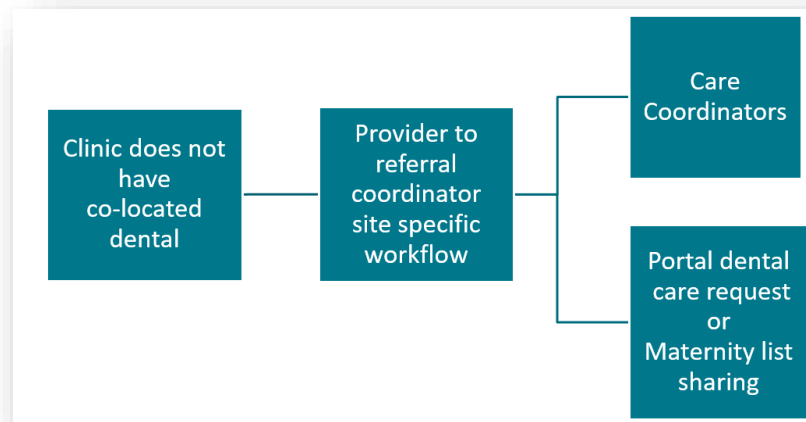 Clinic does not
have
co-located
dental
Provider to
referral
coordinator
site specific
workflow
Care
Coordinators
Portal dental
care request
or
Maternity list
sharing